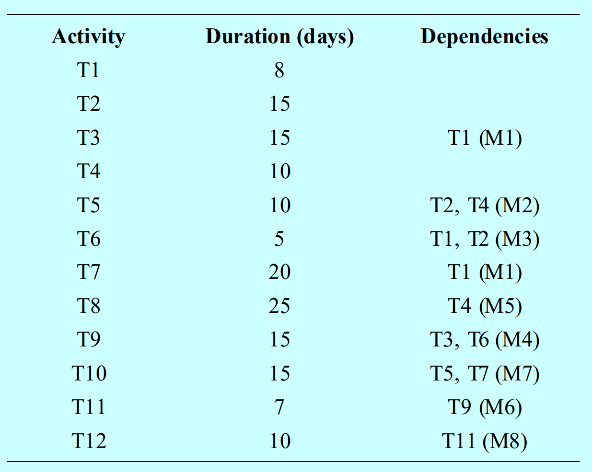 Activity Duration (days) Dependencies
T1 8
T2 15
T3 15 T1 (M1)
T4 10
T5 10 T2, T4 (M2)
T6 5 T1, T2 (M3)
T7 20 T1 (M1)
T8 25 T4 (M5)
T9 15 T3, T6 (M4)
T10 15 T5, T7 (M7)
T11 7 T9 (M6)
T12 10 T11 (M8)